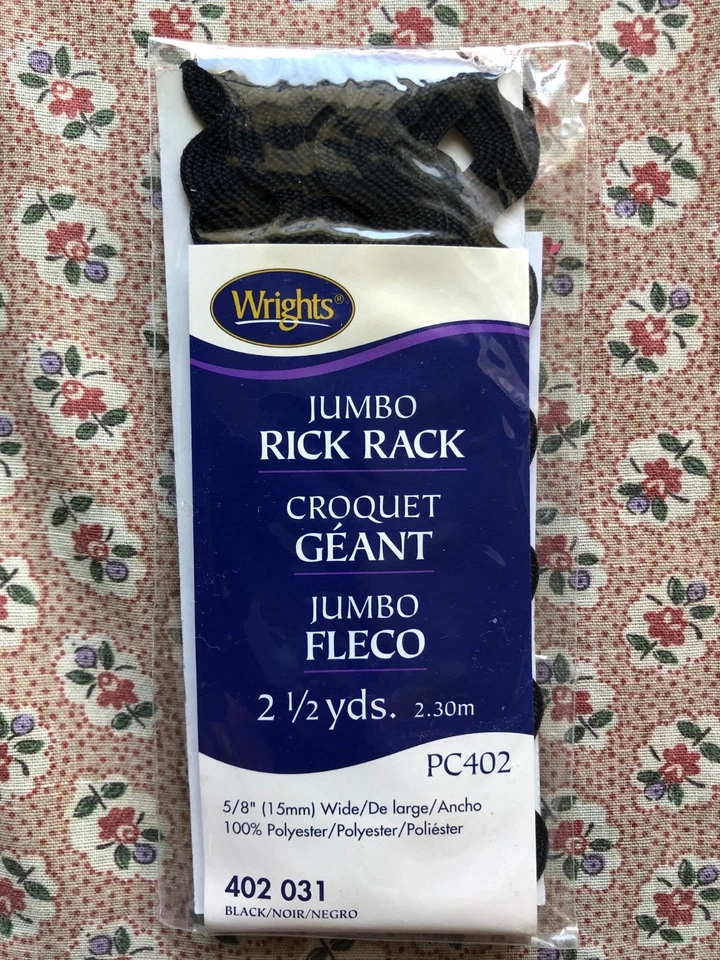 Wrights®
JUMBO
RICK RACK
CROQUET
GÉANT
JUMBO
FLECO
2 1/2 yds. 2.30m
PC402
5/8" (15mm) Wide/De large/Ancho
100% Polyester/Polyester/Poliéster
402 031
BLACK/NOIR/NEGRO